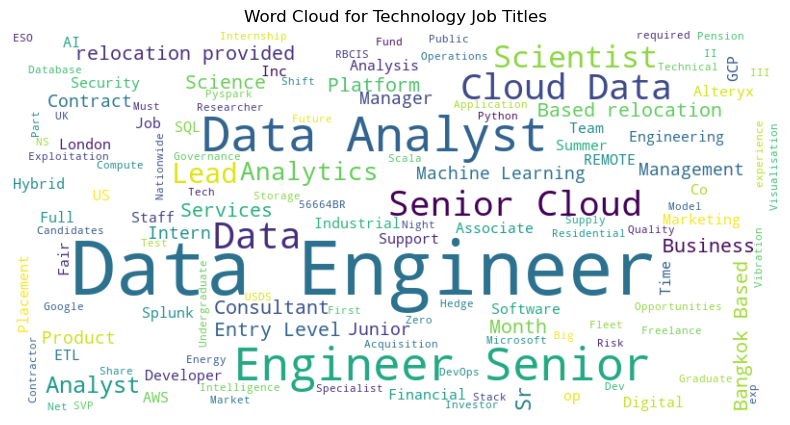 Word Cloud for Technology Job Titles
ESO
AI
Internship
Fund
Public
required
Pension
relocation provided
RBCIS
Operations
Scientist
II
Technical
III
Database
Security
Science
Inc
Analysis
Shift
Platform
Cloud Data
GCP
Pyspark
Manager
Alteryx
Contract
Researcher
Application
Based relocation
Part
UK
Must
Job
SQL
Future
Data Analyst
Python
Team
Engineering
NS
London
Nationwide
Summer
Exploitation
Compute
Governance
Scala
REMOTE
experience
Visualisation
Lead
Analytics
Machine Learning
Management
Hybrid
US
Tech
Storage
Senior Cloud
Co
Model
Full
Staff
Services
56664BR
Industrial
Night
Associate
Supply
Marketing
Candidates
Intern
Data
Support
Residential
Quality
Business
Fair
Test
Time
Vibration
Data Engineer
Placement
Google
Undergraduate
USDS
Consultant
First
Hedge
Software
Opportunities
Bangkok Based
Splunk
Entry Level
Junior
Zero
Month
Fleet
Freelance
Product
Acquisition
Microsoft
Big
Risk
ETL
Contractor
Share
Energy
Engineer Senior
Developer
DevOps
Graduate
Analyst
AWS
Intelligence
Specialist
Financial
Stack
Sr
op
Dev
exp
Net
SVP
Market
Investor
Digital